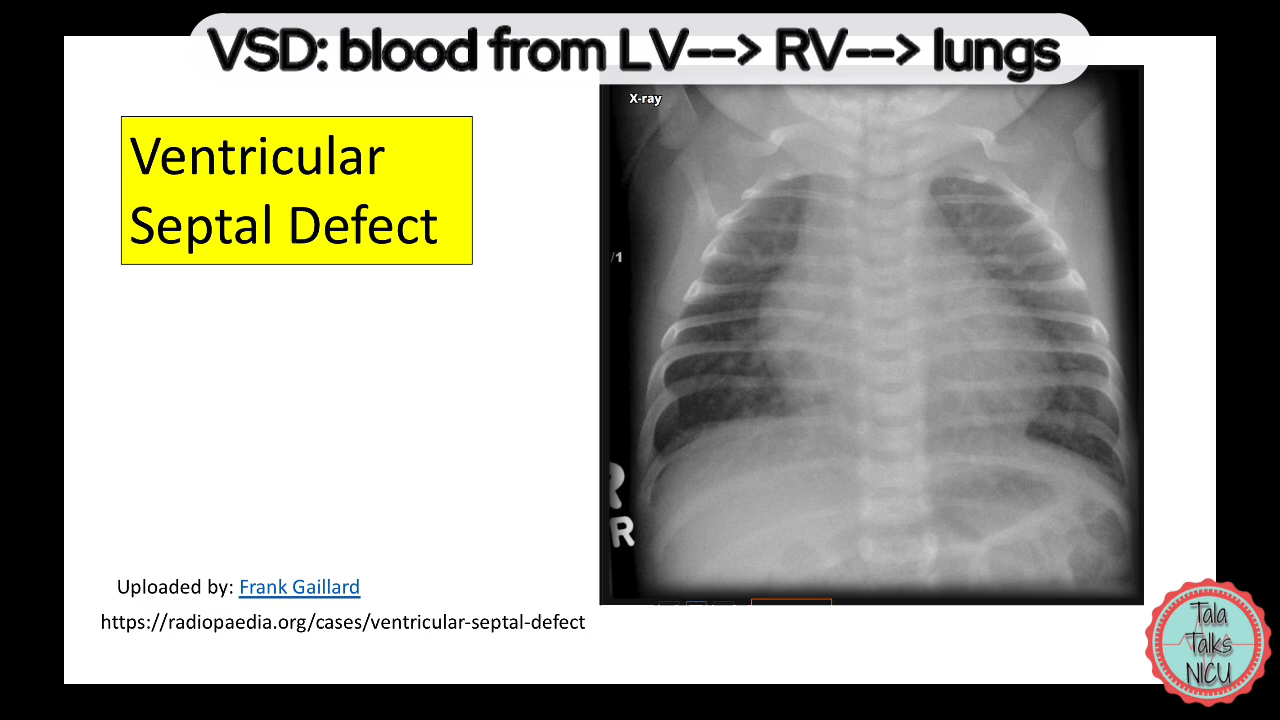 VSD: blood from LV--> RV--> lungs
Ventricular
Septal Defect
X-ray
/1
R
R
Uploaded by: Frank Gaillard
https://radiopaedia.org/cases/ventricular-septal-defect
Tala
Talks
NICU